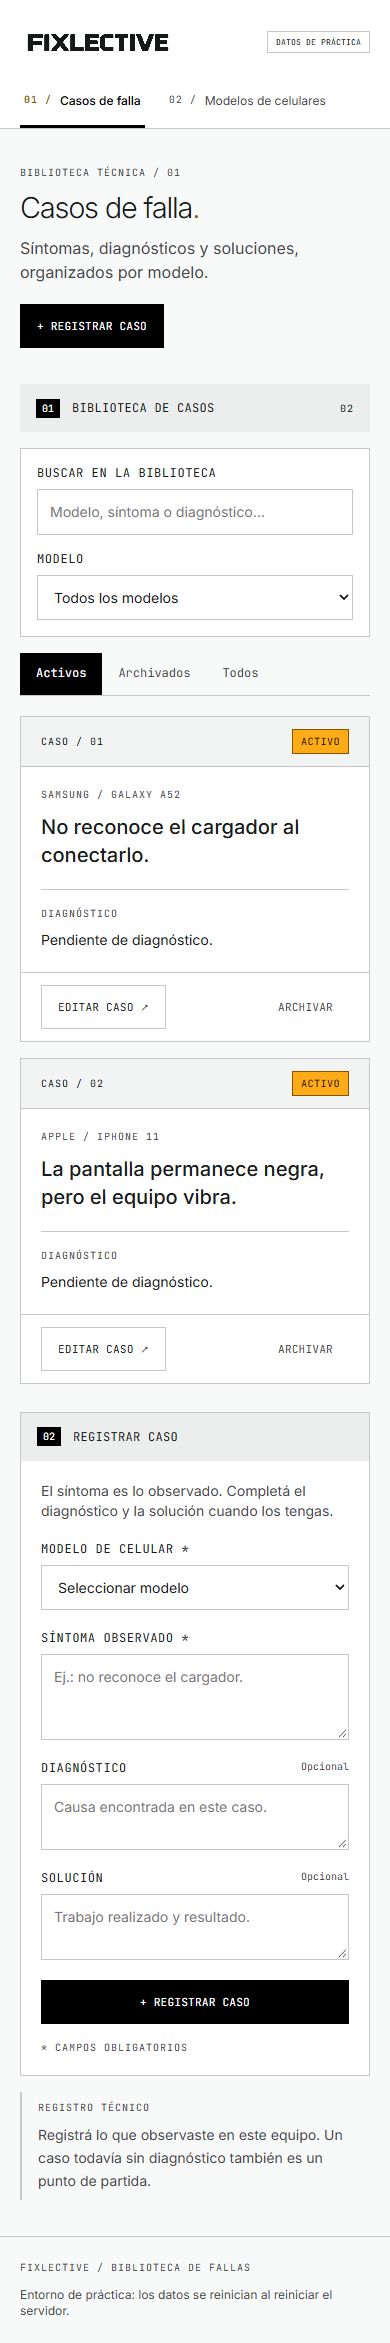 FIXLECTIVE
DATOS DE PRÁCTICA
01 / Casos de falla
02 / Modelos de celulares
BIBLIOTECA TÉCNICA / 01
Casos de falla.
Síntomas, diagnósticos y soluciones,
organizados por modelo.
+ REGISTRAR CASO
01 BIBLIOTECA DE CASOS 02
BUSCAR EN LA BIBLIOTECA
Modelo, síntoma o diagnóstico...
MODELO
Todos los modelos
Activos Archivados Todos
CASO / 01 ACTIVO
SAMSUNG / GALAXY A52
No reconoce el cargador al
conectarlo.
DIAGNÓSTICO
Pendiente de diagnóstico.
EDITAR CASO ↗ ARCHIVAR
CASO / 02 ACTIVO
APPLE / IPHONE 11
La pantalla permanece negra,
pero el equipo vibra.
DIAGNÓSTICO
Pendiente de diagnóstico.
EDITAR CASO ↗ ARCHIVAR
02 REGISTRAR CASO
El síntoma es lo observado. Completá el
diagnóstico y la solución cuando los tengas.
MODELO DE CELULAR *
Seleccionar modelo
SÍNTOMA OBSERVADO *
Ej.: no reconoce el cargador.
DIAGNÓSTICO Opcional
Causa encontrada en este caso.
SOLUCIÓN Opcional
Trabajo realizado y resultado.
+ REGISTRAR CASO
* CAMPOS OBLIGATORIOS
REGISTRO TÉCNICO
Registrá lo que observaste en este equipo. Un
caso todavía sin diagnóstico también es un
punto de partida.
FIXLECTIVE / BIBLIOTECA DE FALLAS
Entorno de práctica: los datos se reinician al reiniciar el
servidor.